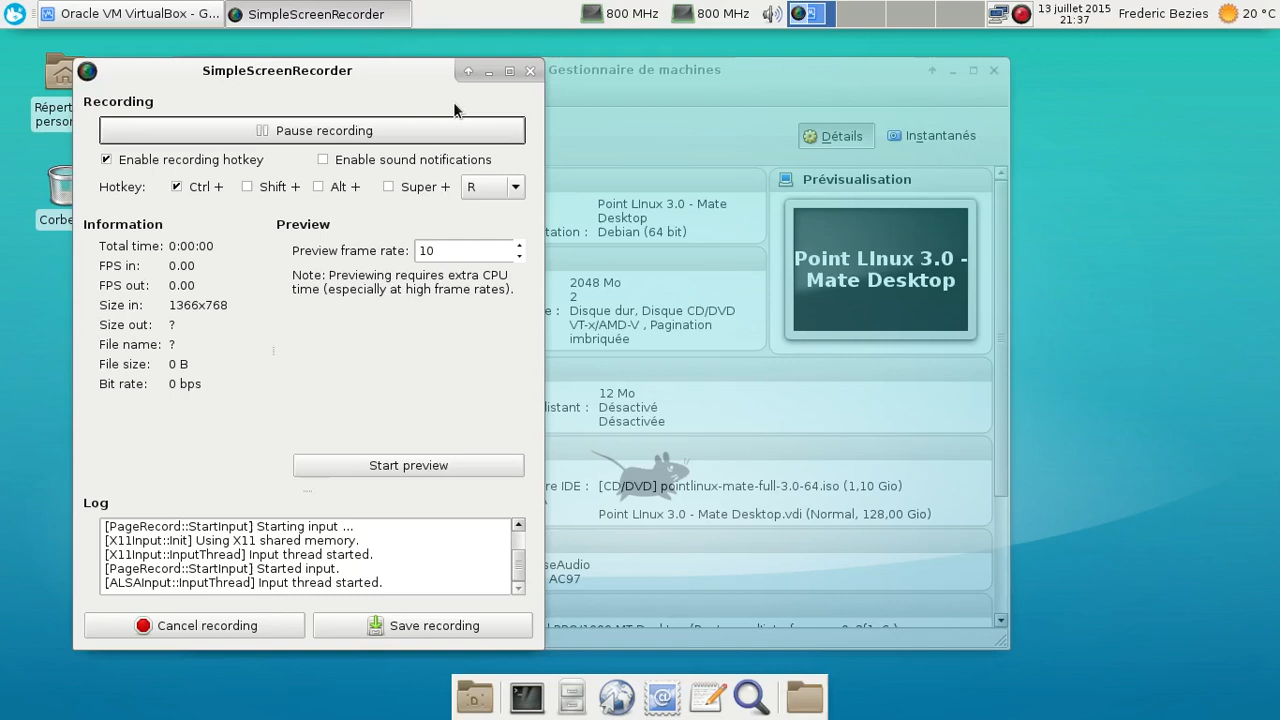 Oracle VM VirtualBox - G...
SimpleScreenRecorder
800 MHz
800 MHz
13 juillet 2015
21:37
Frederic Bezies
20 °C
Répert
person
Corbe
SimpleScreenRecorder
Recording
Pause recording
Enable recording hotkey
Enable sound notifications
Hotkey:
Ctrl +
Shift +
Alt +
Super +
R
Information
Total time: 0:00:00
FPS in: 0.00
FPS out: 0.00
Size in: 1366x768
Size out: ?
File name: ?
File size: 0 B
Bit rate: 0 bps
Preview
Preview frame rate: 10
Note: Previewing requires extra CPU
time (especially at high frame rates).
Start preview
Log
[PageRecord::StartInput] Starting input ...
[X11Input::Init] Using X11 shared memory.
[X11Input::InputThread] Input thread started.
[PageRecord::StartInput] Started input.
[ALSAInput::InputThread] Input thread started.
Cancel recording
Save recording
Gestionnaire de machines
Détails
Instantanés
Point LInux 3.0 - Mate
Desktop
tation : Debian (64 bit)
2048 Mo
2
e : Disque dur, Disque CD/DVD
VT-x/AMD-V , Pagination
imbriquée
Prévisualisation
Point LInux 3.0 -
Mate Desktop
12 Mo
distant : Désactivé
Désactivée
re IDE : [CD/DVD] pointlinux-mate-full-3.0-64.iso (1,10 Gio)
Point LInux 3.0 - Mate Desktop.vdi (Normal, 128,00 Gio)
seAudio
AC97